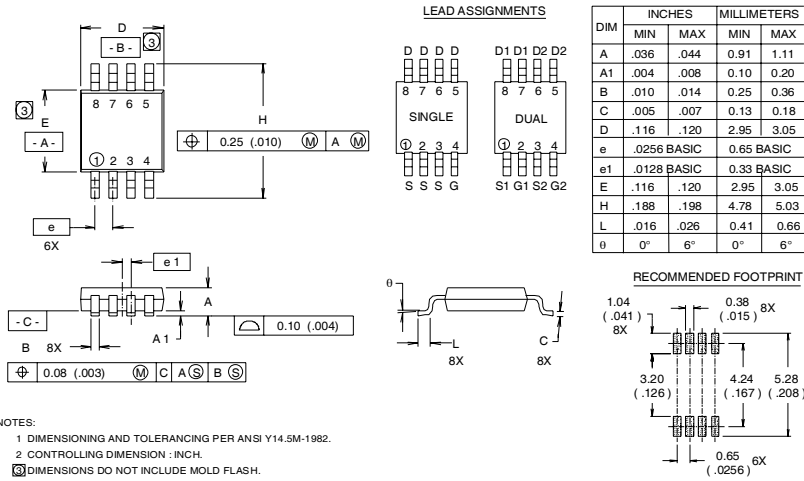 LEAD ASSIGNMENTS
D
- B -
3
8 7 6 5
3
E
- A -
H
1 2 3 4
0.25 (.010) M A M
e
6X
D D D D
8 7 6 5
SINGLE
1 2 3 4
S S S G
D1 D1 D2 D2
8 7 6 5
DUAL
1 2 3 4
S1 G1 S2 G2
DIM INCHES MILLIMETERS
MIN MAX MIN MAX
A .036 .044 0.91 1.11
A1 .004 .008 0.10 0.20
B .010 .014 0.25 0.36
C .005 .007 0.13 0.18
D .116 .120 2.95 3.05
e .0256 BASIC 0.65 BASIC
e1 .0128 BASIC 0.33 BASIC
E .116 .120 2.95 3.05
H .188 .198 4.78 5.03
L .016 .026 0.41 0.66
θ 0° 6° 0° 6°
e 1
A
- C -
A 1
0.10 (.004)
B 8X
0.08 (.003) M C A S B S
θ
L
8X
C
8X
RECOMMENDED FOOTPRINT
1.04
( .041 )
8X
0.38
( .015 )
8X
3.20
( .126 )
4.24
( .167 )
5.28
( .208 )
0.65
( .0256 )
6X
NOTES:
1 DIMENSIONING AND TOLERANCING PER ANSI Y14.5M-1982.
2 CONTROLLING DIMENSION : INCH.
3 DIMENSIONS DO NOT INCLUDE MOLD FLASH.